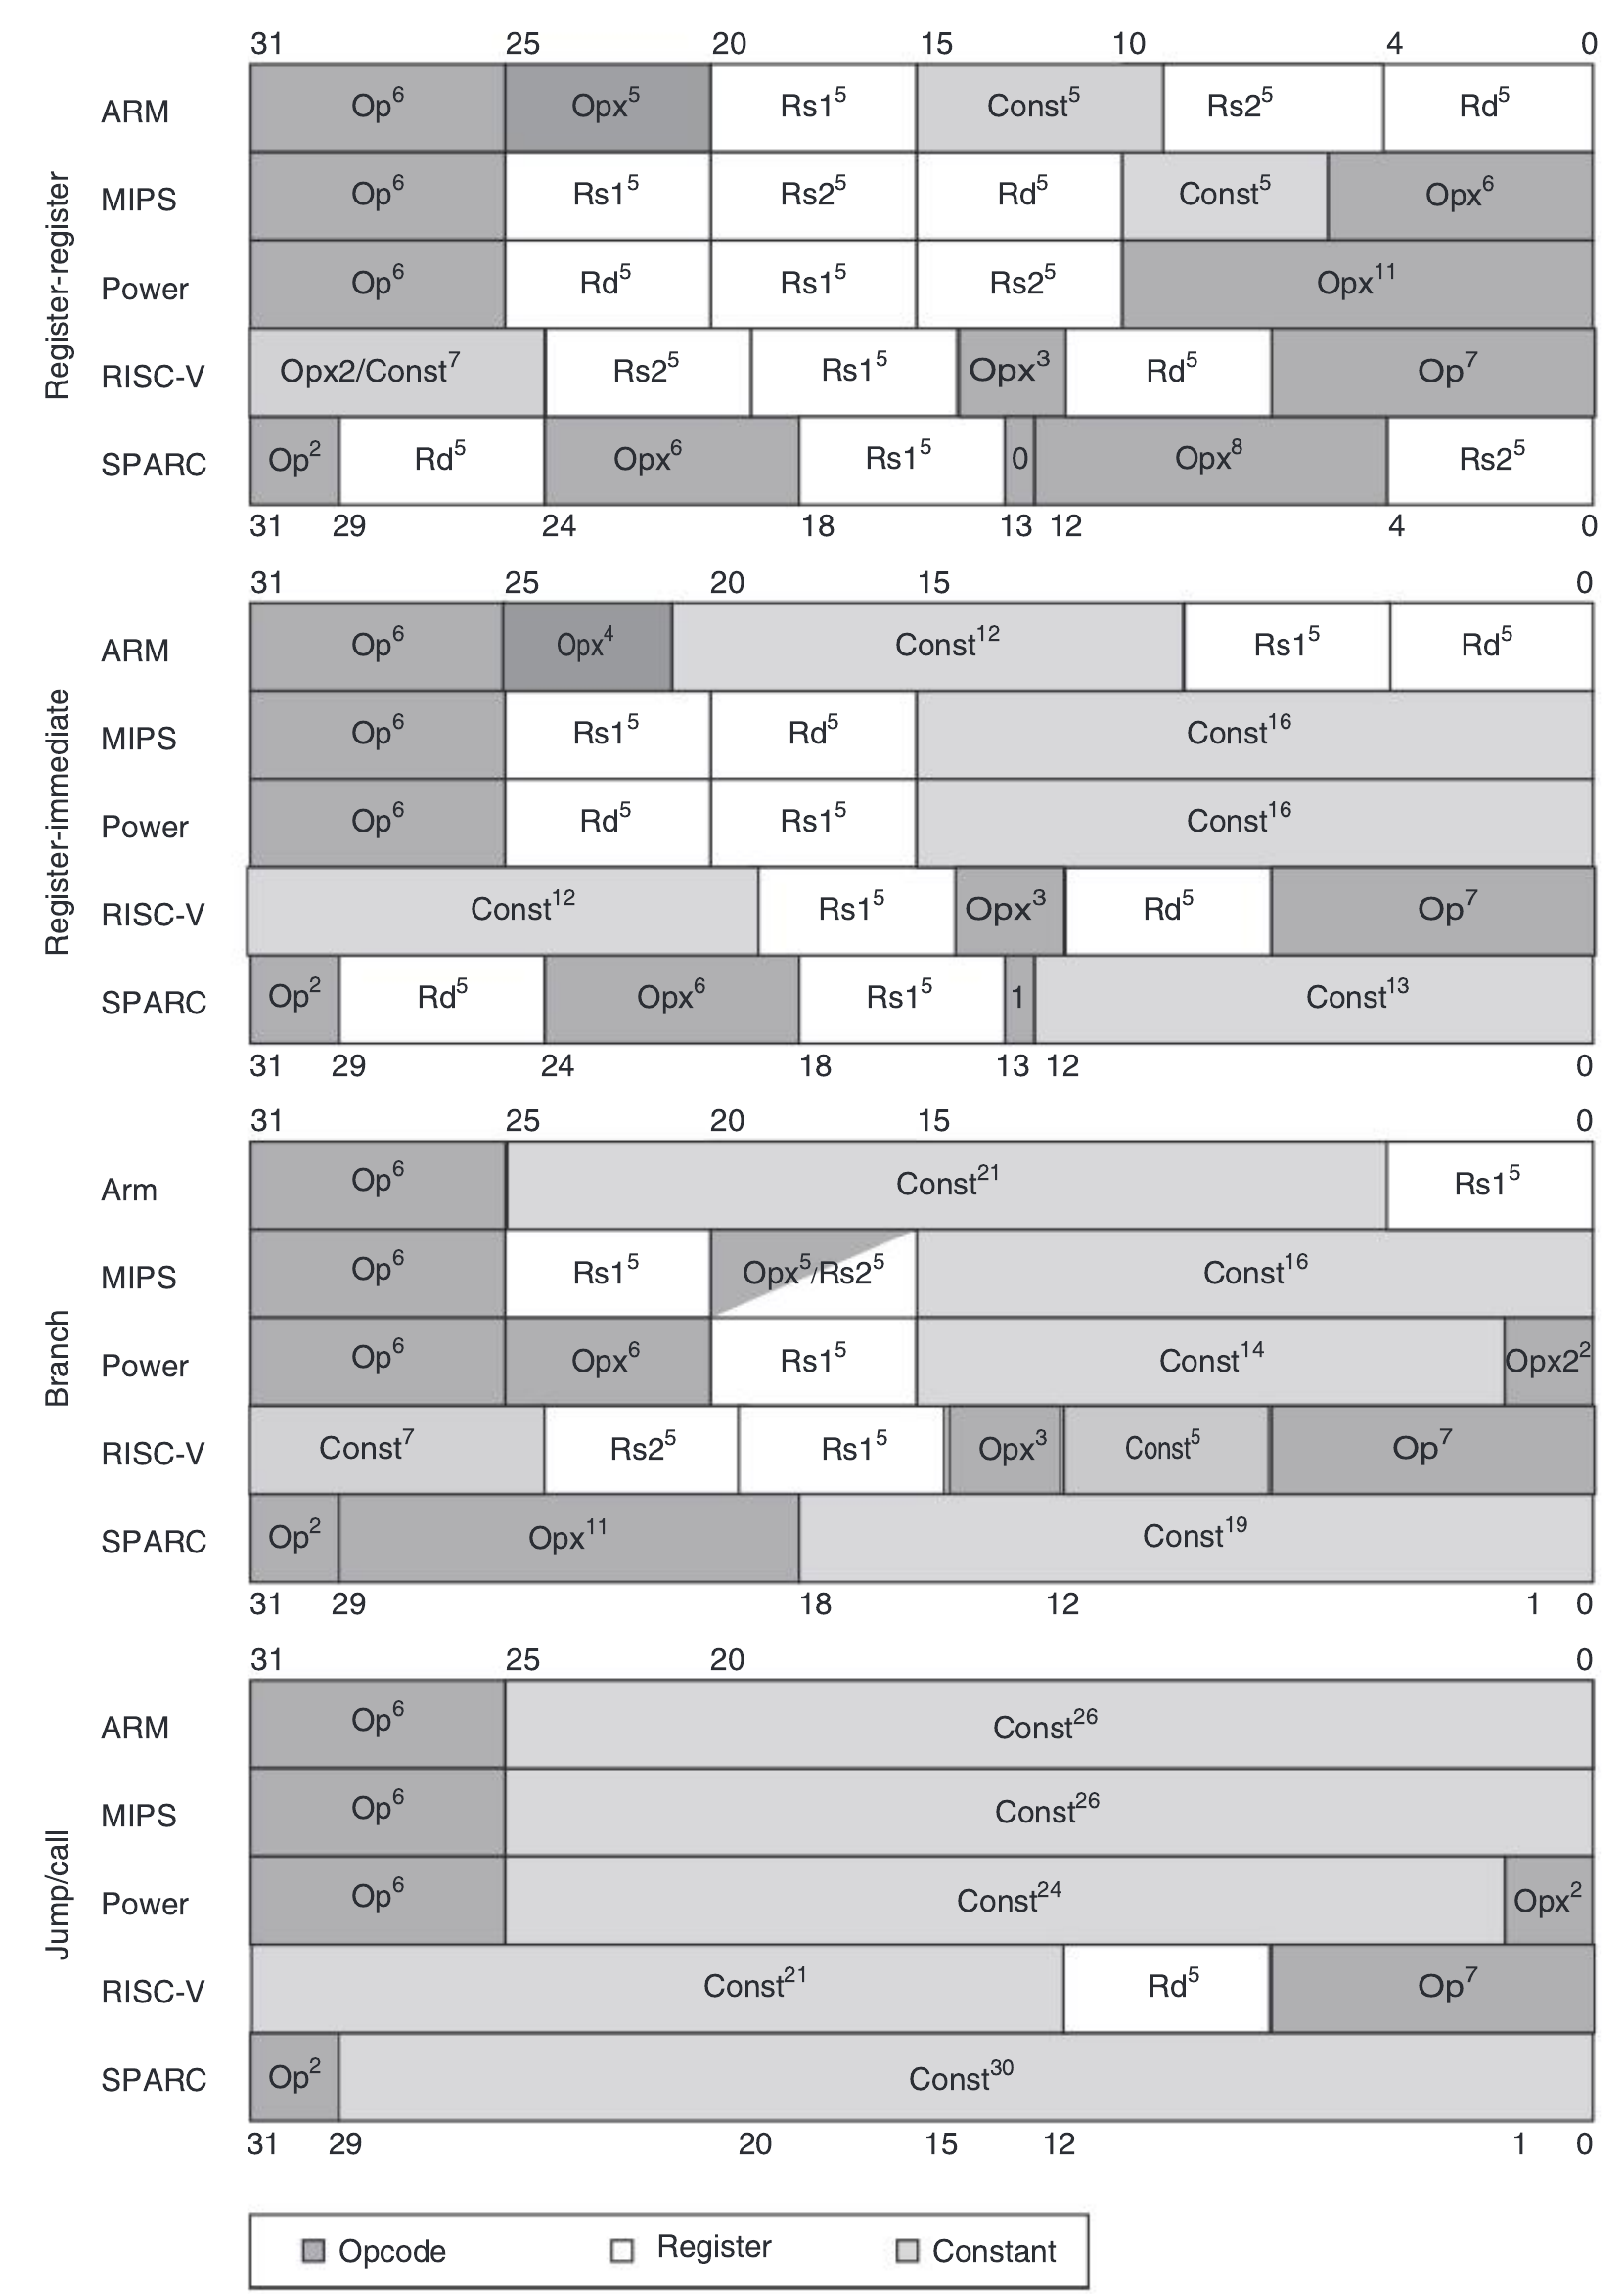 31 25 20 15 10 4 0
Register-register
ARM Op⁶ Opx⁵ Rs1⁵ Const⁵ Rs2⁵ Rd⁵
MIPS Op⁶ Rs1⁵ Rs2⁵ Rd⁵ Const⁵ Opx⁶
Power Op⁶ Rd⁵ Rs1⁵ Rs2⁵ Opx¹¹
RISC-V Opx2/Const⁷ Rs2⁵ Rs1⁵ Opx³ Rd⁵ Op⁷
SPARC Op² Rd⁵ Opx⁶ Rs1⁵ 0 Opx⁸ Rs2⁵
31 29 24 18 13 12 4 0
31 25 20 15 0
Register-immediate
ARM Op⁶ Opx⁴ Const¹² Rs1⁵ Rd⁵
MIPS Op⁶ Rs1⁵ Rd⁵ Const¹⁶
Power Op⁶ Rd⁵ Rs1⁵ Const¹⁶
RISC-V Const¹² Rs1⁵ Opx³ Rd⁵ Op⁷
SPARC Op² Rd⁵ Opx⁶ Rs1⁵ 1 Const¹³
31 29 24 18 13 12 0
31 25 20 15 0
Branch
Arm Op⁶ Const²¹ Rs1⁵
MIPS Op⁶ Rs1⁵ Opx⁵/Rs2⁵ Const¹⁶
Power Op⁶ Opx⁶ Rs1⁵ Const¹⁴ Opx2²
RISC-V Const⁷ Rs2⁵ Rs1⁵ Opx³ Const⁵ Op⁷
SPARC Op² Opx¹¹ Const¹⁹
31 29 18 12 1 0
31 25 20 0
Jump/call
ARM Op⁶ Const²⁶
MIPS Op⁶ Const²⁶
Power Op⁶ Const²⁴ Opx²
RISC-V Const²¹ Rd⁵ Op⁷
SPARC Op² Const³⁰
31 29 20 15 12 1 0
Opcode Register Constant